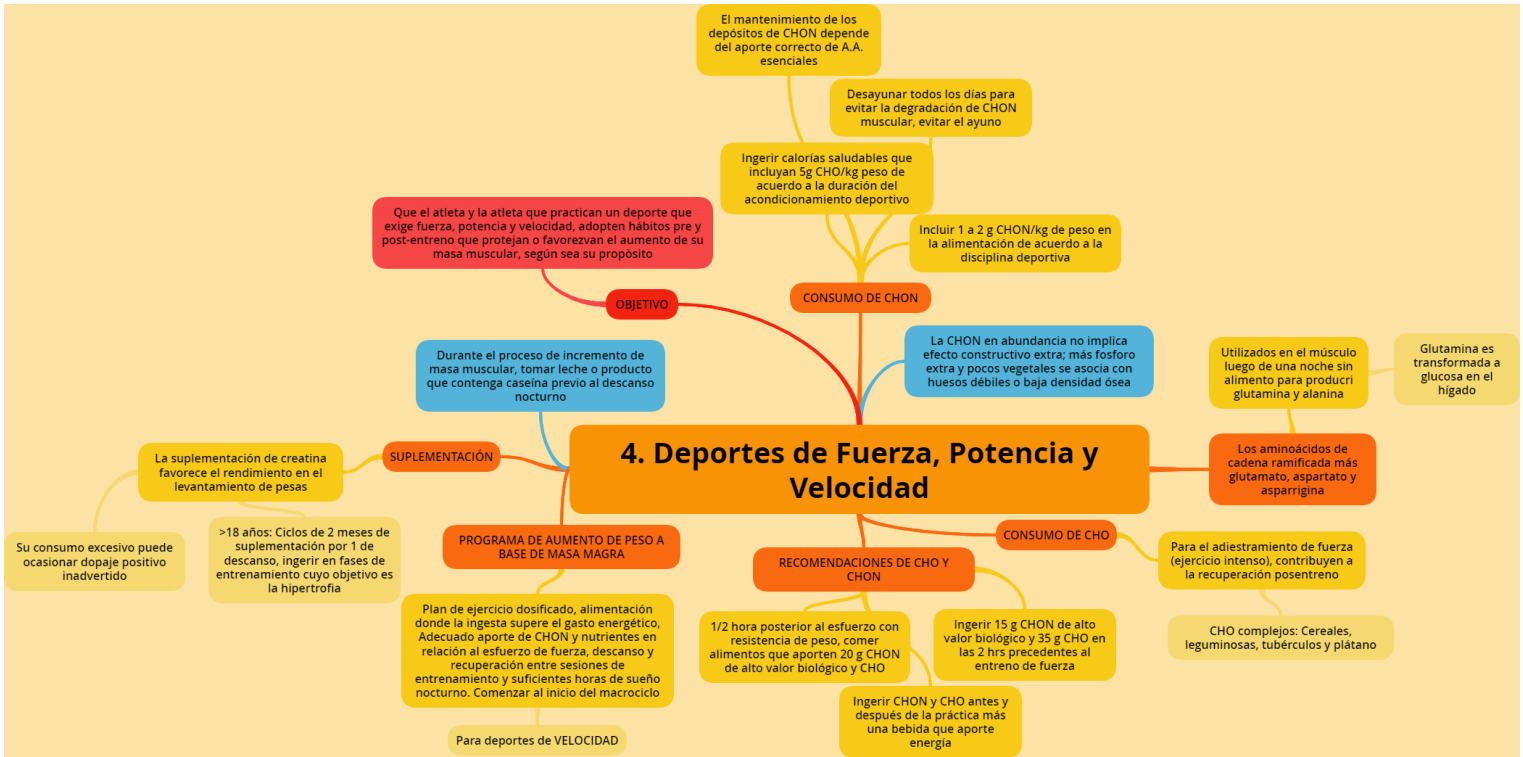 El mantenimiento de los
depósitos de CHON depende
del aporte correcto de A.A.
esenciales
Desayunar todos los días para
evitar la degradación de CHON
muscular, evitar el ayuno
Ingerir calorías saludables que
incluyan 5g CHO/kg peso de
acuerdo a la duración del
acondicionamiento deportivo
Incluir 1 a 2 g CHON/kg de peso en
la alimentación de acuerdo a la
disciplina deportiva
CONSUMO DE CHON
Que el atleta y la atleta que practican un deporte que
exige fuerza, potencia y velocidad, adopten hábitos pre y
post-entreno que protejan o favorezvan el aumento de su
masa muscular, según sea su propòsito
OBJETIVO
Durante el proceso de incremento de
masa muscular, tomar leche o producto
que contenga caseína previo al descanso
nocturno
La CHON en abundancia no implica
efecto constructivo extra; más fosforo
extra y pocos vegetales se asocia con
huesos débiles o baja densidad ósea
Utilizados en el músculo
luego de una noche sin
alimento para producri
glutamina y alanina
Glutamina es
transformada a
glucosa en el
hígado
Los aminoácidos de
cadena ramificada más
glutamato, aspartato y
asparrigina
4. Deportes de Fuerza, Potencia y
Velocidad
SUPLEMENTACIÓN
La suplementación de creatina
favorece el rendimiento en el
levantamiento de pesas
Su consumo excesivo puede
ocasionar dopaje positivo
inadvertido
>18 años: Ciclos de 2 meses de
suplementación por 1 de
descanso, ingerir en fases de
entrenamiento cuyo objetivo es
la hipertrofia
PROGRAMA DE AUMENTO DE PESO A
BASE DE MASA MAGRA
Plan de ejercicio dosificado, alimentación
donde la ingesta supere el gasto energético,
Adecuado aporte de CHON y nutrientes en
relación al esfuerzo de fuerza, descanso y
recuperación entre sesiones de
entrenamiento y suficientes horas de sueño
nocturno. Comenzar al inicio del macrociclo
Para deportes de VELOCIDAD
RECOMENDACIONES DE CHO Y
CHON
1/2 hora posterior al esfuerzo con
resistencia de peso, comer
alimentos que aporten 20 g CHON
de alto valor biológico y CHO
Ingerir CHON y CHO antes y
después de la práctica más
una bebida que aporte
energía
Ingerir 15 g CHON de alto
valor biológico y 35 g CHO en
las 2 hrs precedentes al
entreno de fuerza
CONSUMO DE CHO
Para el adiestramiento de fuerza
(ejercicio intenso), contribuyen a
la recuperación posentreno
CHO complejos: Cereales,
leguminosas, tubérculos y plátano